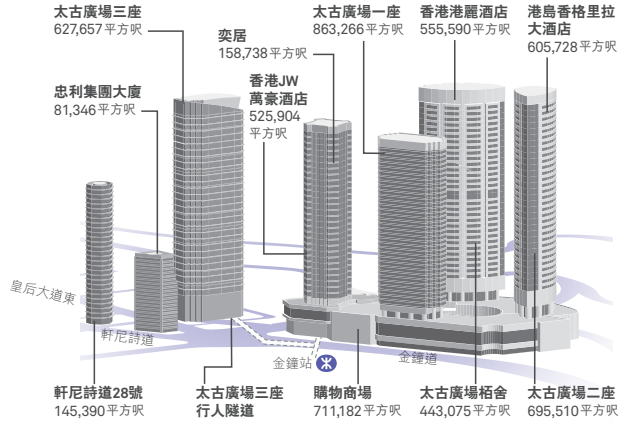 太古廣場三座
627,657平方呎
奕居
158,738平方呎
太古廣場一座
863,266平方呎
香港港麗酒店
555,590平方呎
港島香格里拉
大酒店
605,728平方呎
忠利集團大廈
81,346平方呎
香港JW
萬豪酒店
525,904
平方呎
皇后大道東
軒尼詩道
金鐘站
金鐘道
軒尼詩道28號
145,390平方呎
太古廣場三座
行人隧道
購物商場
711,182平方呎
太古廣場栢舍
443,075平方呎
太古廣場二座
695,510平方呎